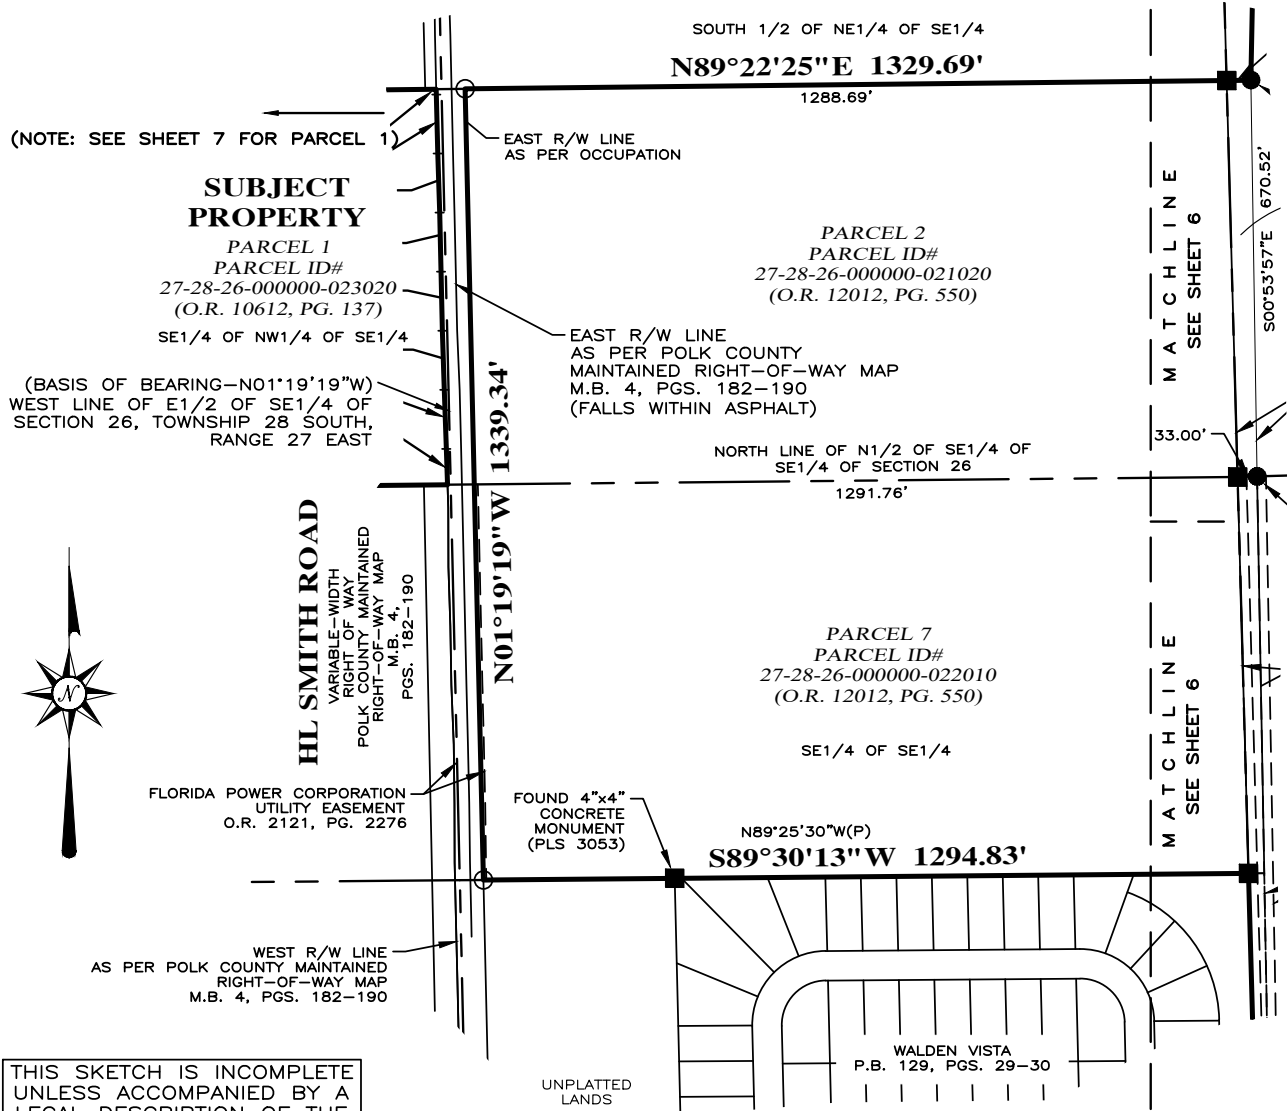 SOUTH 1/2 OF NE1/4 OF SE1/4
N89°22'25"E 1329.69'
1288.69'
(NOTE: SEE SHEET 7 FOR PARCEL 1)
EAST R/W LINE
AS PER OCCUPATION
SUBJECT
PROPERTY
PARCEL 1
PARCEL ID#
27-28-26-000000-023020
(O.R. 10612, PG. 137)
SE1/4 OF NW1/4 OF SE1/4
PARCEL 2
PARCEL ID#
27-28-26-000000-021020
(O.R. 12012, PG. 550)
MATCHLINE
SEE SHEET 6
S00°53'57"E 670.52'
EAST R/W LINE
AS PER POLK COUNTY
MAINTAINED RIGHT-OF-WAY MAP
M.B. 4, PGS. 182-190
(FALLS WITHIN ASPHALT)
(BASIS OF BEARING-N01°19'19"W)
WEST LINE OF E1/2 OF SE1/4 OF
SECTION 26, TOWNSHIP 28 SOUTH,
RANGE 27 EAST
N01°19'19"W 1339.34'
33.00'
NORTH LINE OF N1/2 OF SE1/4 OF
SE1/4 OF SECTION 26
1291.76'
HL SMITH ROAD
VARIABLE-WIDTH
RIGHT OF WAY
POLK COUNTY MAINTAINED
RIGHT-OF-WAY MAP
M.B. 4,
PGS. 182-190
N
PARCEL 7
PARCEL ID#
27-28-26-000000-022010
(O.R. 12012, PG. 550)
SE1/4 OF SE1/4
MATCHLINE
SEE SHEET 6
FLORIDA POWER CORPORATION
UTILITY EASEMENT
O.R. 2121, PG. 2276
FOUND 4"x4"
CONCRETE
MONUMENT
(PLS 3053)
N89°25'30"W(P)
S89°30'13"W 1294.83'
WEST R/W LINE
AS PER POLK COUNTY MAINTAINED
RIGHT-OF-WAY MAP
M.B. 4, PGS. 182-190
WALDEN VISTA
P.B. 129, PGS. 29-30
UNPLATTED
LANDS
THIS SKETCH IS INCOMPLETE
UNLESS ACCOMPANIED BY A
LEGAL DESCRIPTION OF THE